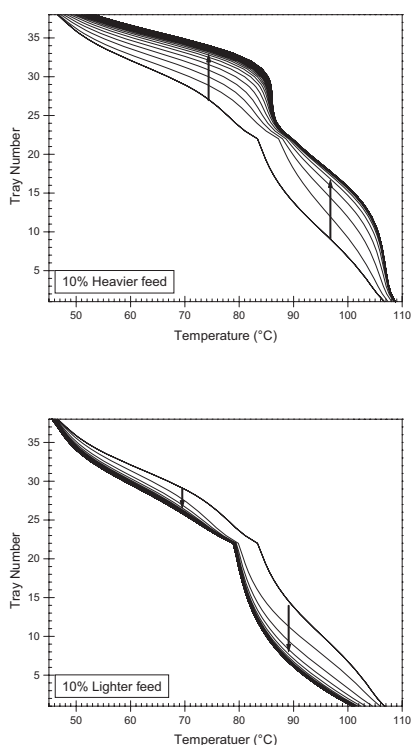 35
30
25
20
15
10
5
Tray Number
10% Heavier feed
50 60 70 80 90 100 110
Temperature (°C)
35
30
25
20
15
10
5
Tray Number
10% Lighter feed
50 60 70 80 90 100 110
Temperatuer (°C)